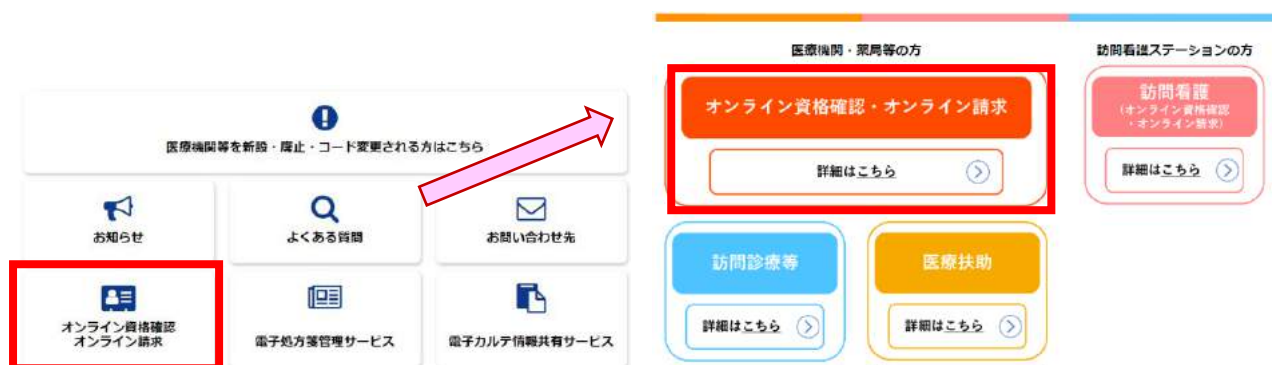 医療機関等を新設・廃止・コード変更される方はこちら
お知らせ
よくある質問
お問い合わせ先
オンライン資格確認
オンライン請求
電子処方箋管理サービス
電子カルテ情報共有サービス
医療機関・薬局等の方
オンライン資格確認・オンライン請求
詳細はこちら
訪問看護ステーションの方
訪問看護
(オンライン資格確認
・オンライン請求)
詳細はこちら
訪問診療等
詳細はこちら
医療扶助
詳細はこちら